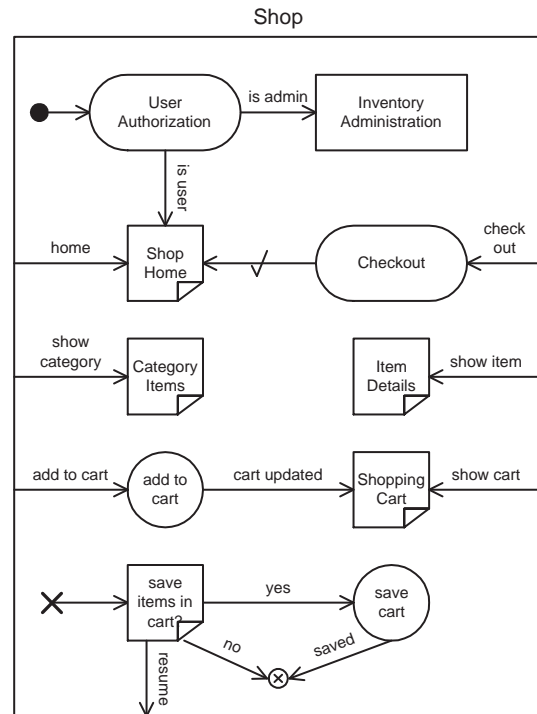 Shop
User
Authorization
is admin
Inventory
Administration
is user
home
Shop
Home
Checkout
check
out
show
category
Category
Items
Item
Details
show item
add to cart
add to
cart
cart updated
Shopping
Cart
show cart
save
items in
cart?
yes
save
cart
no
saved
resume